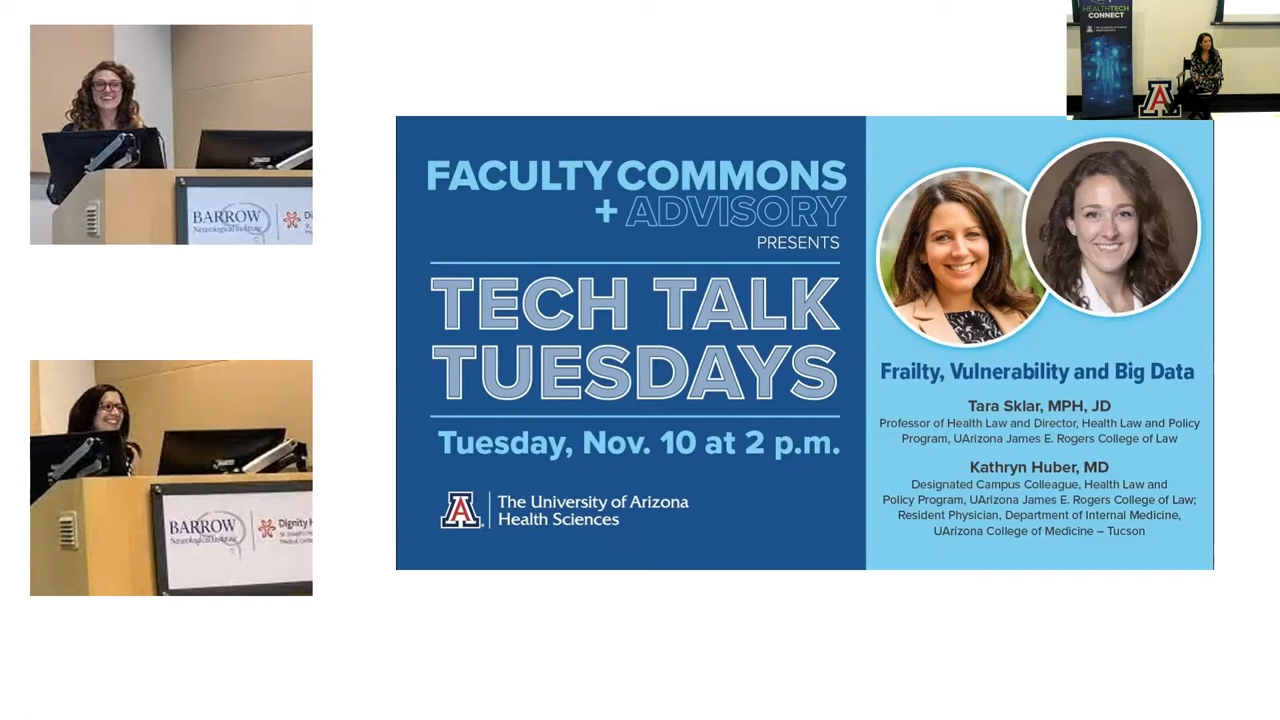 BARROW
Neurological Institute
HEALTHTECH
CONNECT
FACULTY COMMONS
+ ADVISORY
PRESENTS
TECH TALK
TUESDAYS
Tuesday, Nov. 10 at 2 p.m.
A
The University of Arizona
Health Sciences
Frailty, Vulnerability and Big Data
Tara Sklar, MPH, JD
Professor of Health Law and Director, Health Law and Policy
Program, UArizona James E. Rogers College of Law
Kathryn Huber, MD
Designated Campus Colleague, Health Law and
Policy Program, UArizona James E. Rogers College of Law;
Resident Physician, Department of Internal Medicine,
UArizona College of Medicine – Tucson
BARROW
Neurological Institute
Dignity H
A